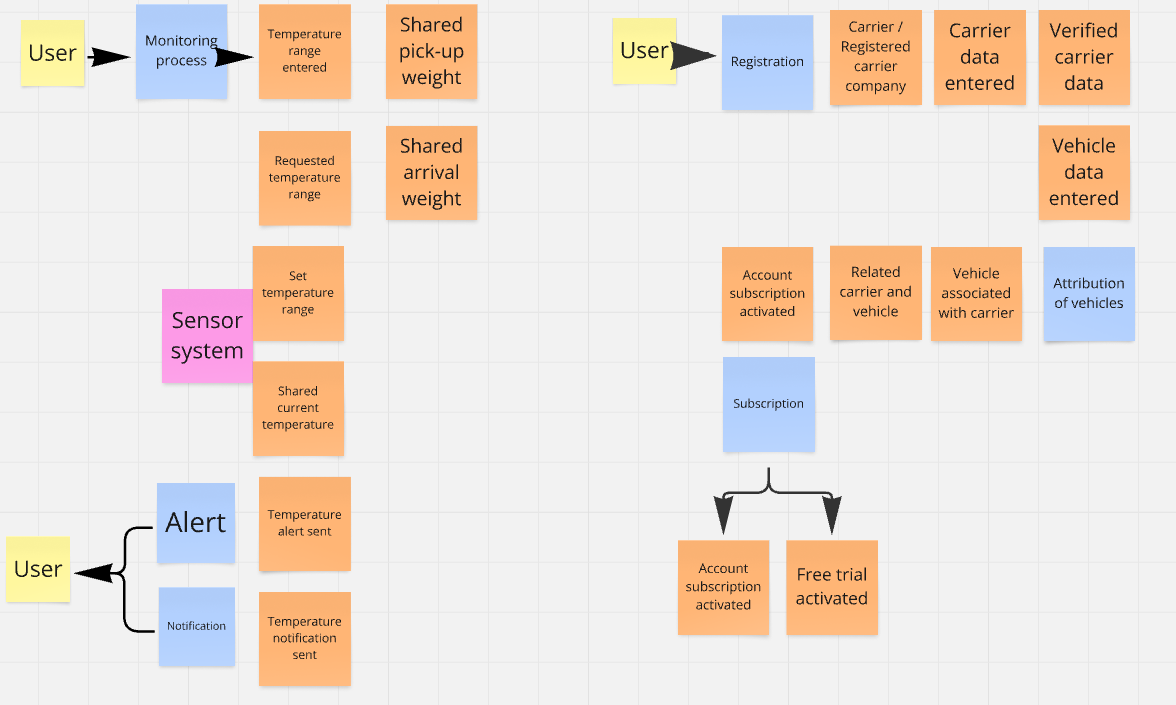 User
Monitoring
process
Temperature
range
entered
Shared
pick-up
weight
Requested
temperature
range
Shared
arrival
weight
Sensor
system
Set
temperature
range
Shared
current
temperature
User
Alert
Temperature
alert sent
Notification
Temperature
notification
sent
User
Registration
Carrier /
Registered
carrier
company
Carrier
data
entered
Verified
carrier
data
Vehicle
data
entered
Account
subscription
activated
Related
carrier and
vehicle
Vehicle
associated
with carrier
Attribution
of vehicles
Subscription
Account
subscription
activated
Free trial
activated